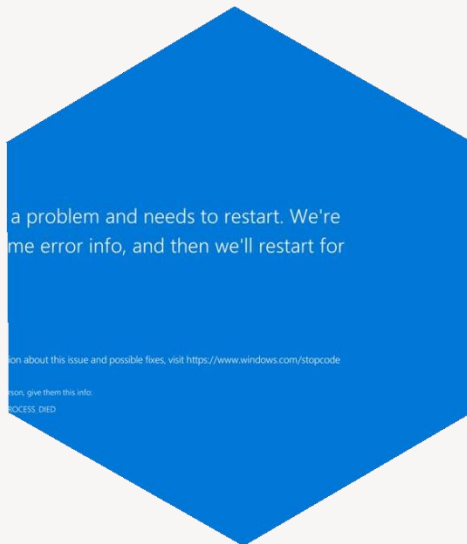 a problem and needs to restart. We're
me error info, and then we'll restart for
ion about this issue and possible fixes, visit https://www.windows.com/stopcode
rson, give them this info:
ROCESS DIED